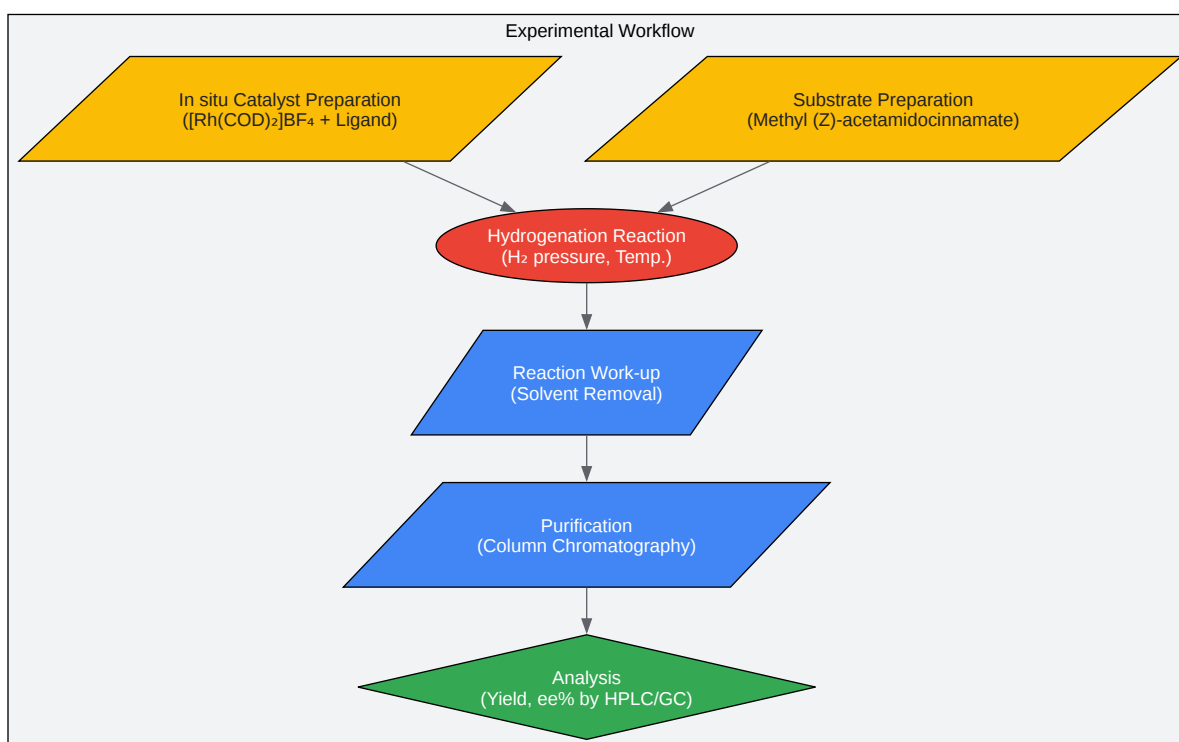 Experimental Workflow
In situ Catalyst Preparation
([Rh(COD)₂]BF₄ + Ligand)
Substrate Preparation
(Methyl (Z)-acetamidocinnamate)
Hydrogenation Reaction
(H₂ pressure, Temp.)
Reaction Work-up
(Solvent Removal)
Purification
(Column Chromatography)
Analysis
(Yield, ee% by HPLC/GC)